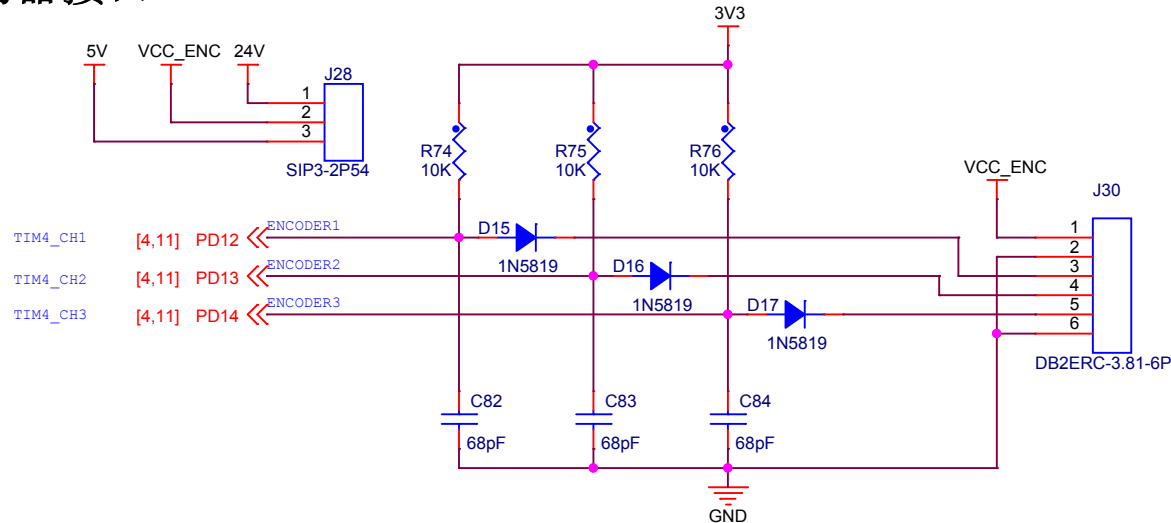 3V3
5V VCC_ENC 24V
J28
1
2
3
SIP3-2P54
R74
10K
R75
10K
R76
10K
VCC_ENC
J30
1
2
3
4
5
6
DB2ERC-3.81-6P
TIM4_CH1 [4,11] PD12 ENCODER1
D15
1N5819
TIM4_CH2 [4,11] PD13 ENCODER2
D16
1N5819
TIM4_CH3 [4,11] PD14 ENCODER3
D17
1N5819
C82
68pF
C83
68pF
C84
68pF
GND